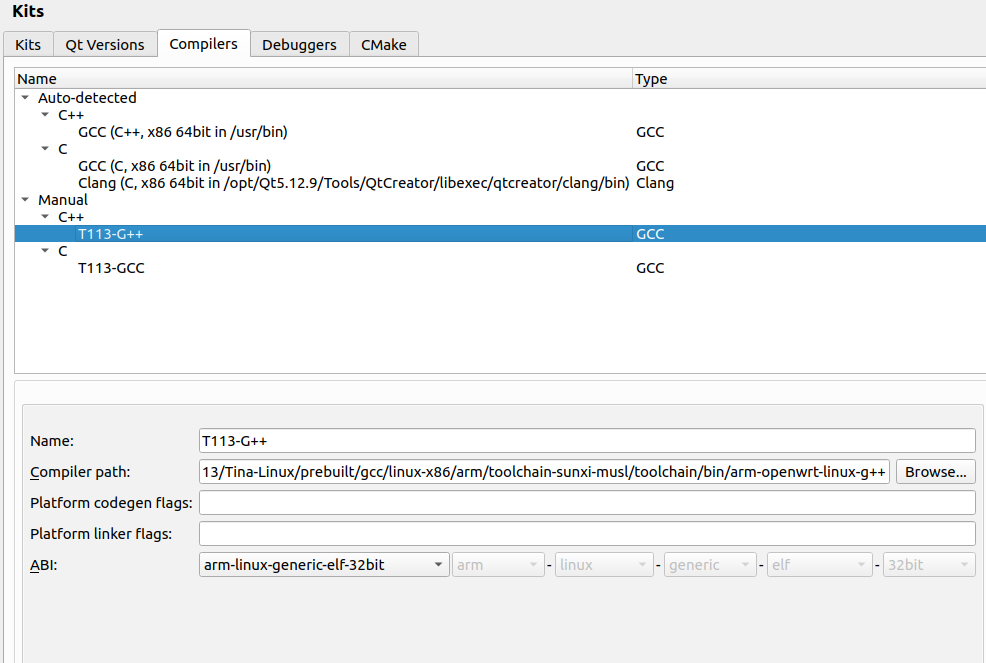 Kits
Kits Qt Versions Compilers Debuggers CMake
Name Type
Auto-detected
C++
GCC (C++, x86 64bit in /usr/bin) GCC
C
GCC (C, x86 64bit in /usr/bin) GCC
Clang (C, x86 64bit in /opt/Qt5.12.9/Tools/QtCreator/libexec/qtcreator/clang/bin) Clang
Manual
C++
T113-G++ GCC
C
T113-GCC GCC
Name: T113-G++
Compiler path: 13/Tina-Linux/prebuilt/gcc/linux-x86/arm/toolchain-sunxi-musl/toolchain/bin/arm-openwrt-linux-g++ Browse...
Platform codegen flags:
Platform linker flags:
ABI: arm-linux-generic-elf-32bit arm - linux - generic - elf - 32bit